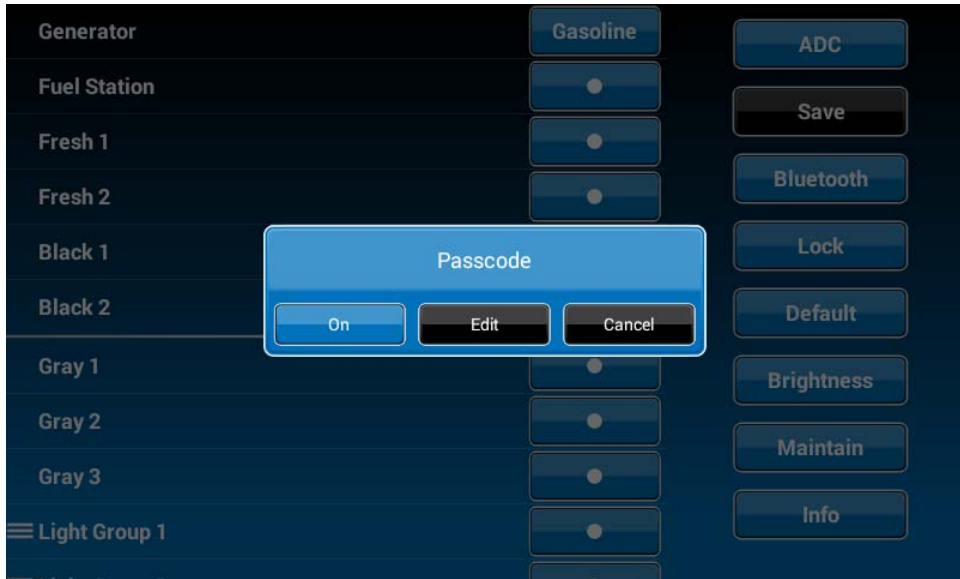 Generator Gasoline
ADC
Fuel Station
Save
Fresh 1
Bluetooth
Fresh 2
Black 1
Lock
Passcode
Black 2
Default
On Edit Cancel
Gray 1
Brightness
Gray 2
Maintain
Gray 3
Info
Light Group 1